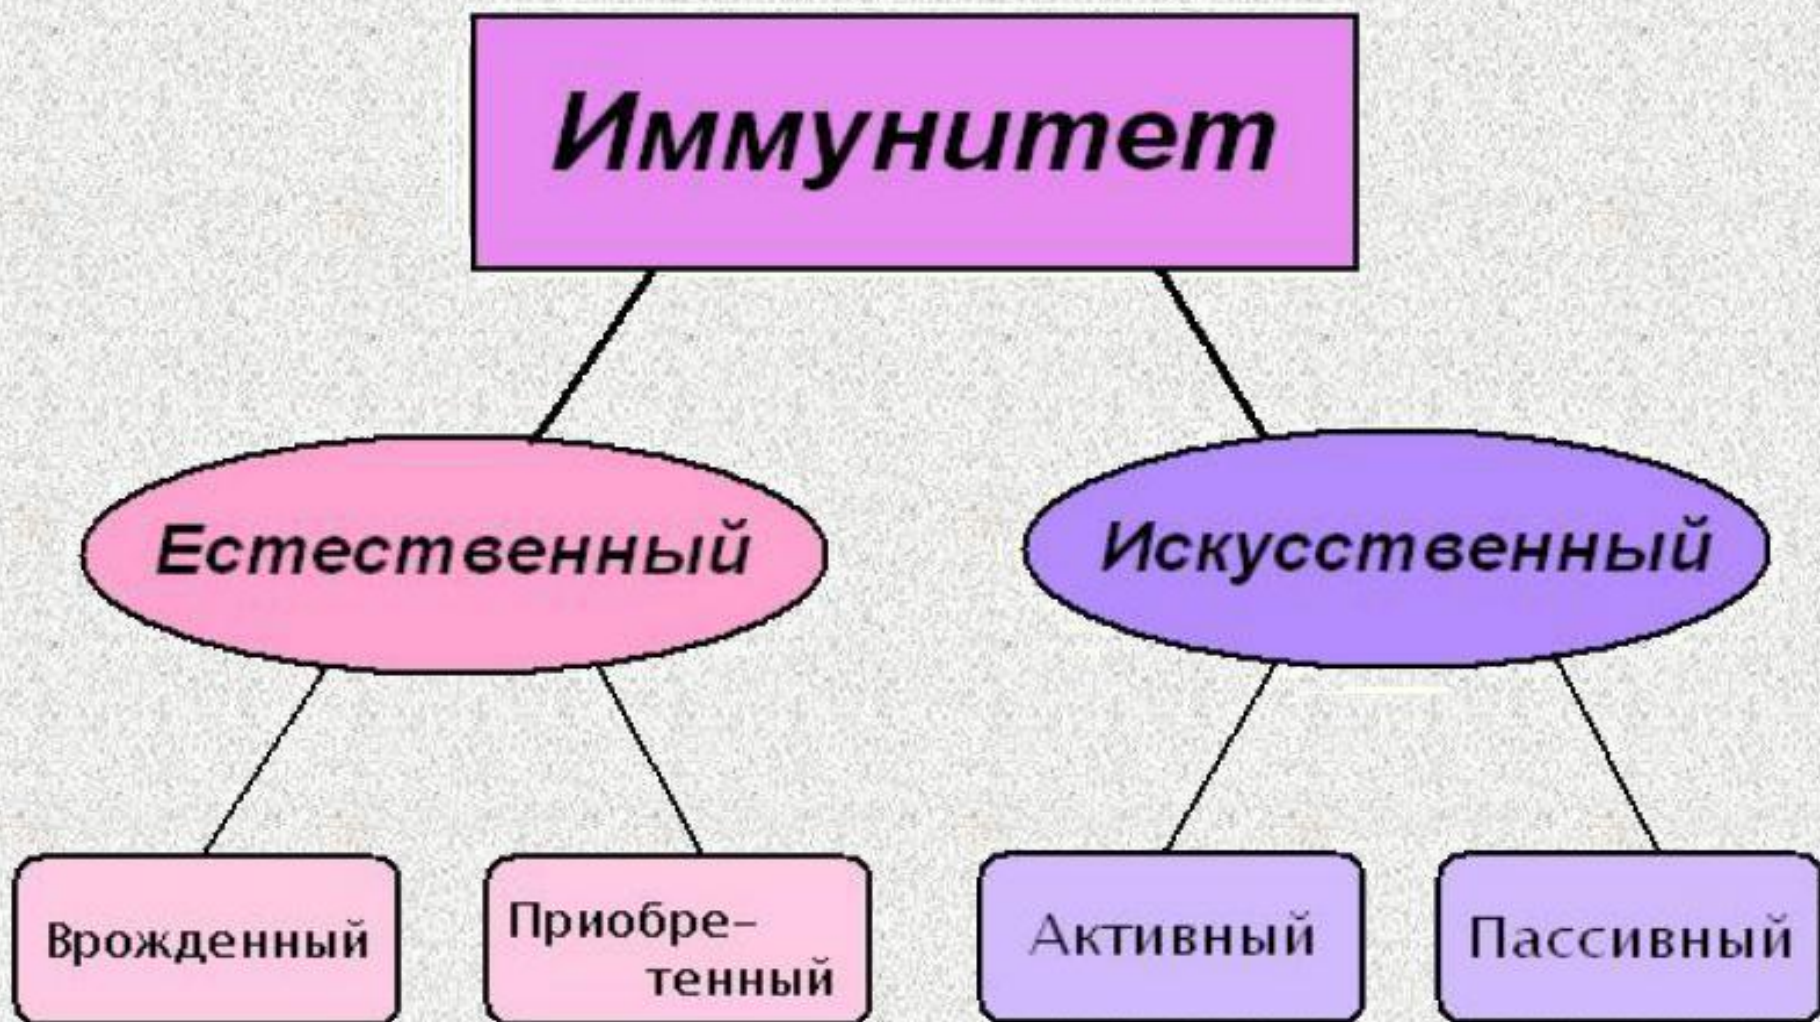 Иммунитет
Естественный
Искусственный
Врожденный
Приобре-
тенный
Активный
Пассивный